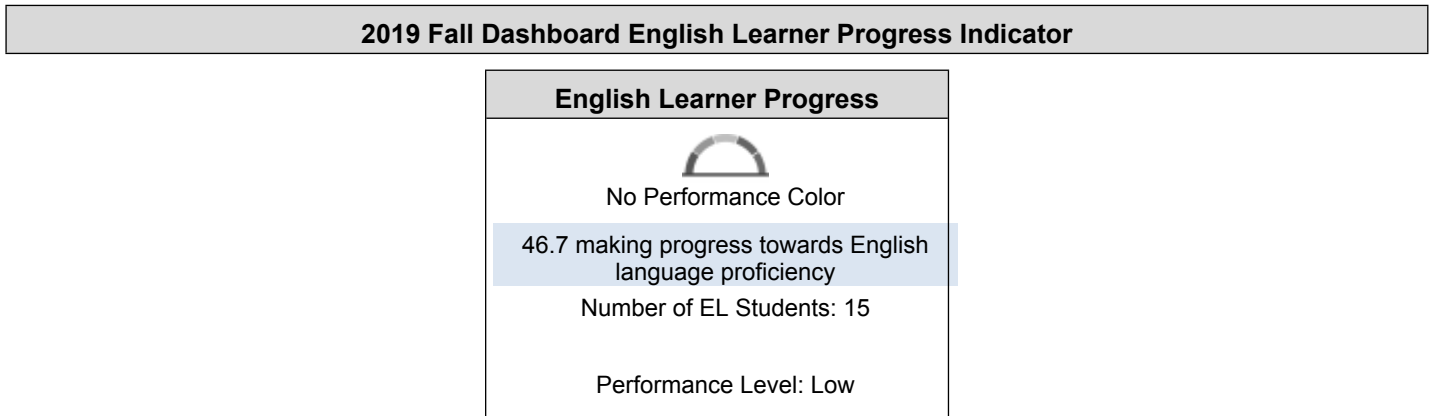 2019 Fall Dashboard English Learner Progress Indicator
English Learner Progress
No Performance Color
46.7 making progress towards English
language proficiency
Number of EL Students: 15
Performance Level: Low